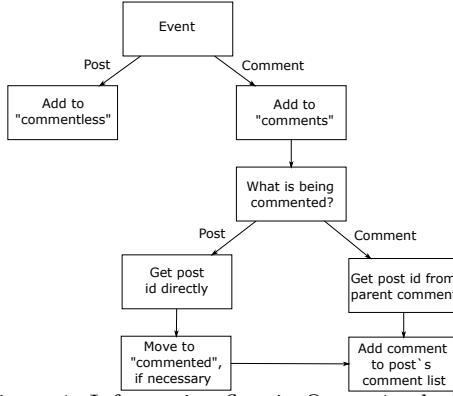 Event
Post
Comment
Add to
"commentless"
Add to
"comments"
What is being
commented?
Post
Comment
Get post
id directly
Get post id from
parent comment
Move to
"commented",
if necessary
Add comment
to post`s
comment list